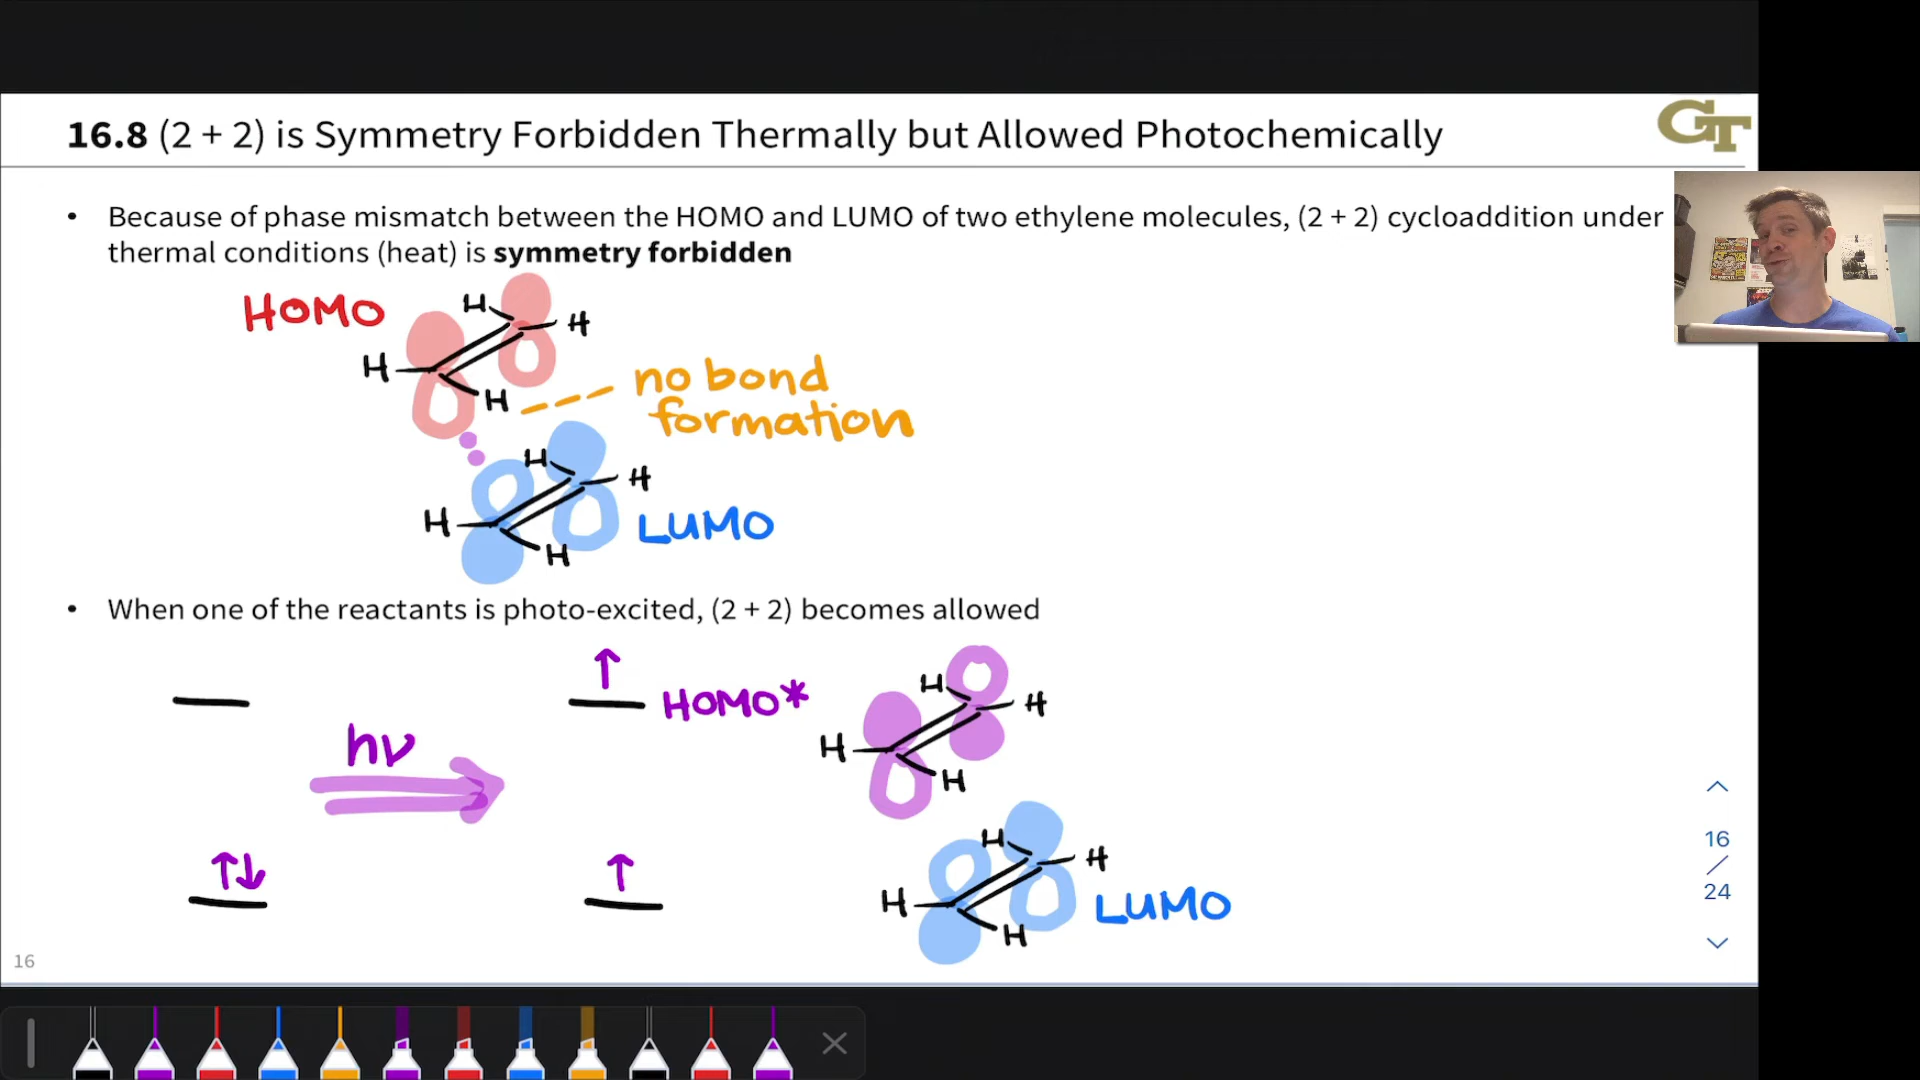 16.8 (2 + 2) is Symmetry Forbidden Thermally but Allowed Photochemically
GT
• Because of phase mismatch between the HOMO and LUMO of two ethylene molecules, (2 + 2) cycloaddition under
thermal conditions (heat) is symmetry forbidden
HOMO
H
H
H
H
no bond
formation
H
H
H
H
LUMO
• When one of the reactants is photo-excited, (2 + 2) becomes allowed
↑
HOMO*
hν
↑↓
↑
H
H
H
H
H
H
H
H
LUMO
16
/
24
16